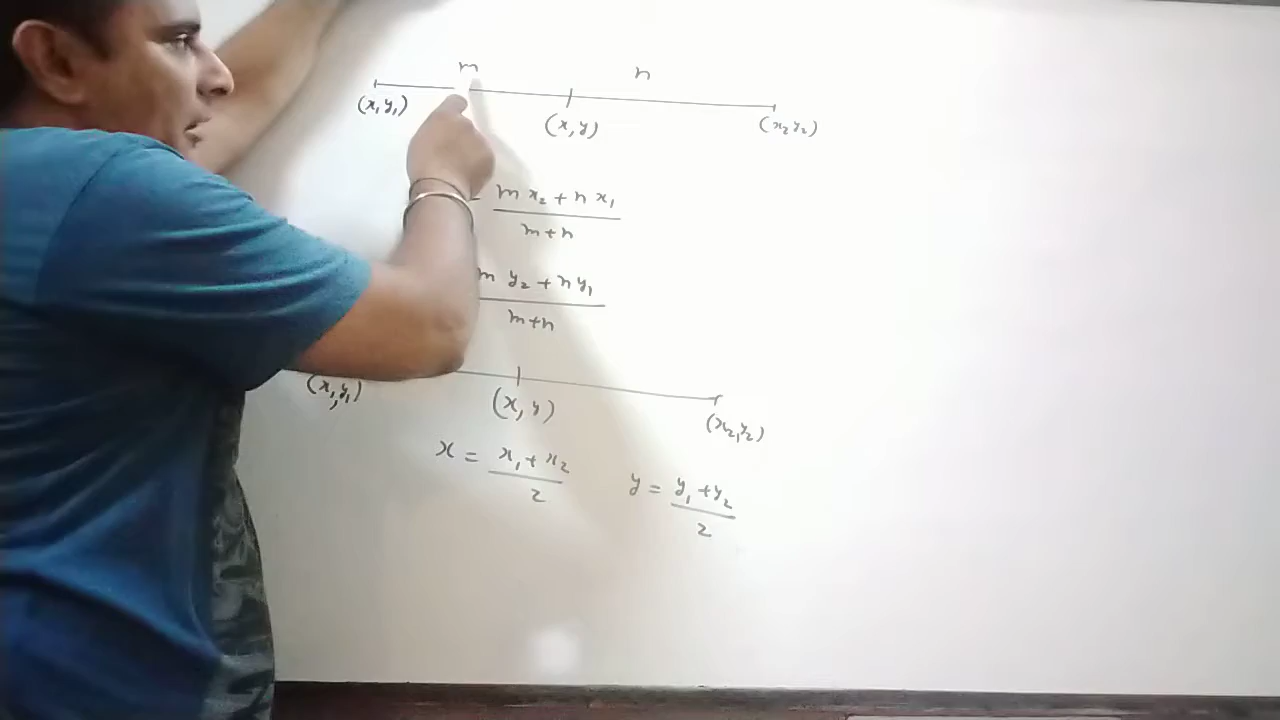 m n
(x₁ y₁) (x, y) (x₂ y₂)
= m x₂ + n x₁
m + n
m y₂ + n y₁
m + n
(x₁, y₁) (x, y) (x₂, y₂)
x = x₁ + x₂ / 2
y = y₁ + y₂ / 2